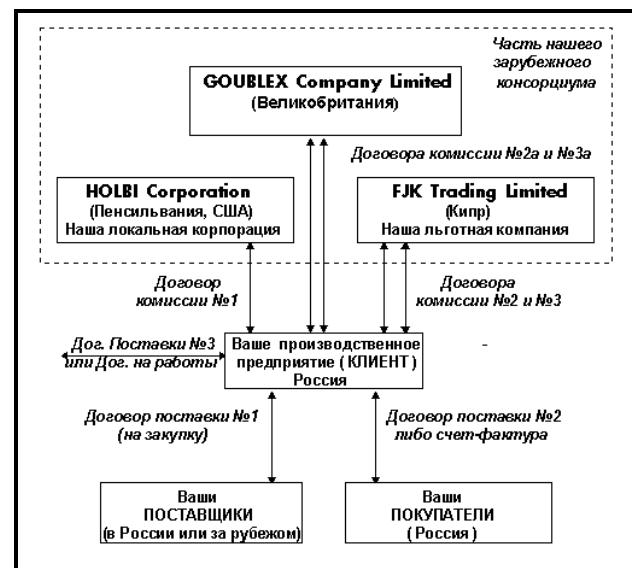 Часть нашего
зарубежного
консорциума
GOUBLEX Company Limited
(Великобритания)
Договора комиссии №2а и №3а
HOLBI Corporation
(Пенсильвания, США)
Наша локальная корпорация
FJK Trading Limited
(Кипр)
Наша льготная компания
Договор
комиссии №1
Договора
комиссии №2 и №3
Дог. Поставки №3
или Дог. на работы
Ваше производственное
предприятие ( КЛИЕНТ )
Россия
-
Договор поставки №1
(на закупку)
Договор поставки №2
либо счет-фактура
Ваши
ПОСТАВЩИКИ
(в России или за рубежом)
Ваши
ПОКУПАТЕЛИ
( Россия )